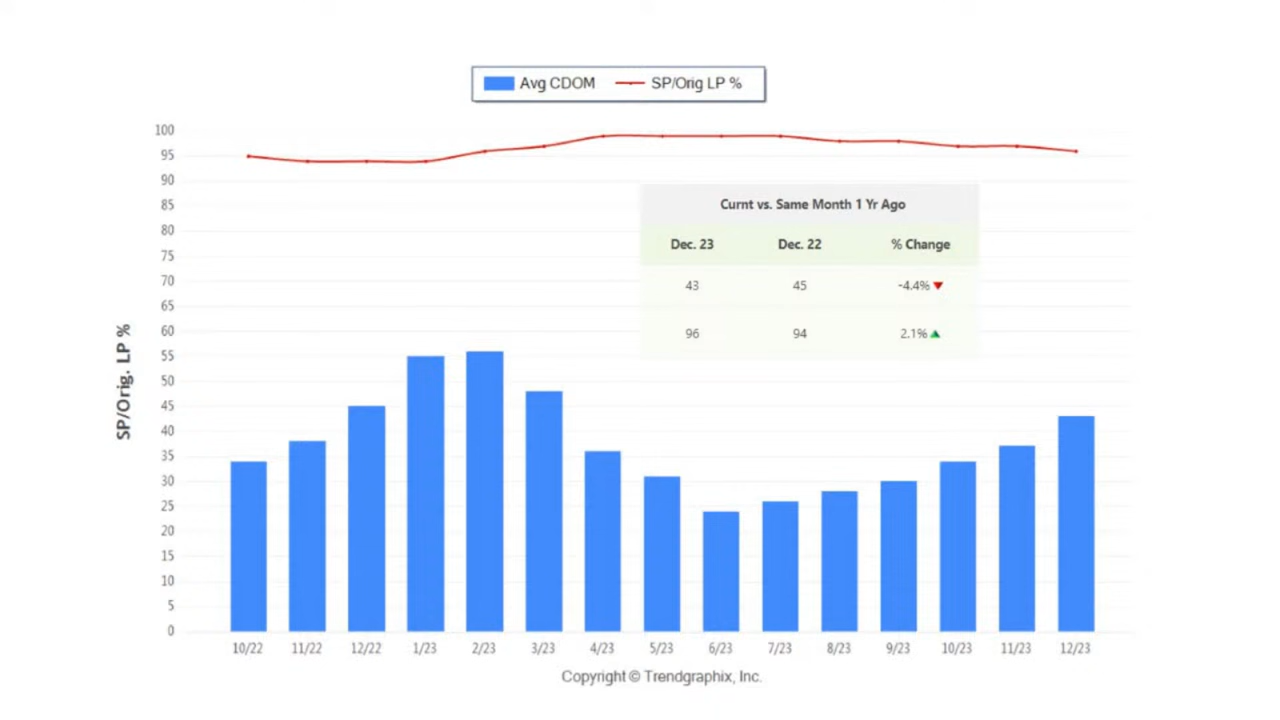 Avg CDOM SP/Orig LP %
100
95
90
85
80
75
70
65
60
55
50
45
40
35
30
25
20
15
10
5
0
SP/Orig. LP %
Curnt vs. Same Month 1 Yr Ago
Dec. 23 Dec. 22 % Change
43 45 -4.4%
96 94 2.1%
10/22 11/22 12/22 1/23 2/23 3/23 4/23 5/23 6/23 7/23 8/23 9/23 10/23 11/23 12/23
Copyright © Trendgraphix, Inc.